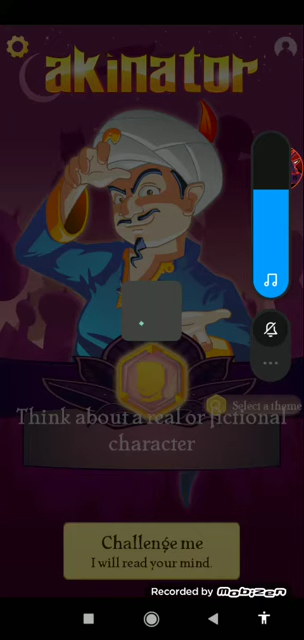 akinator
Select a theme
Think about a real or fictional
character
Challenge me
I will read your mind.
Recorded by mobizen